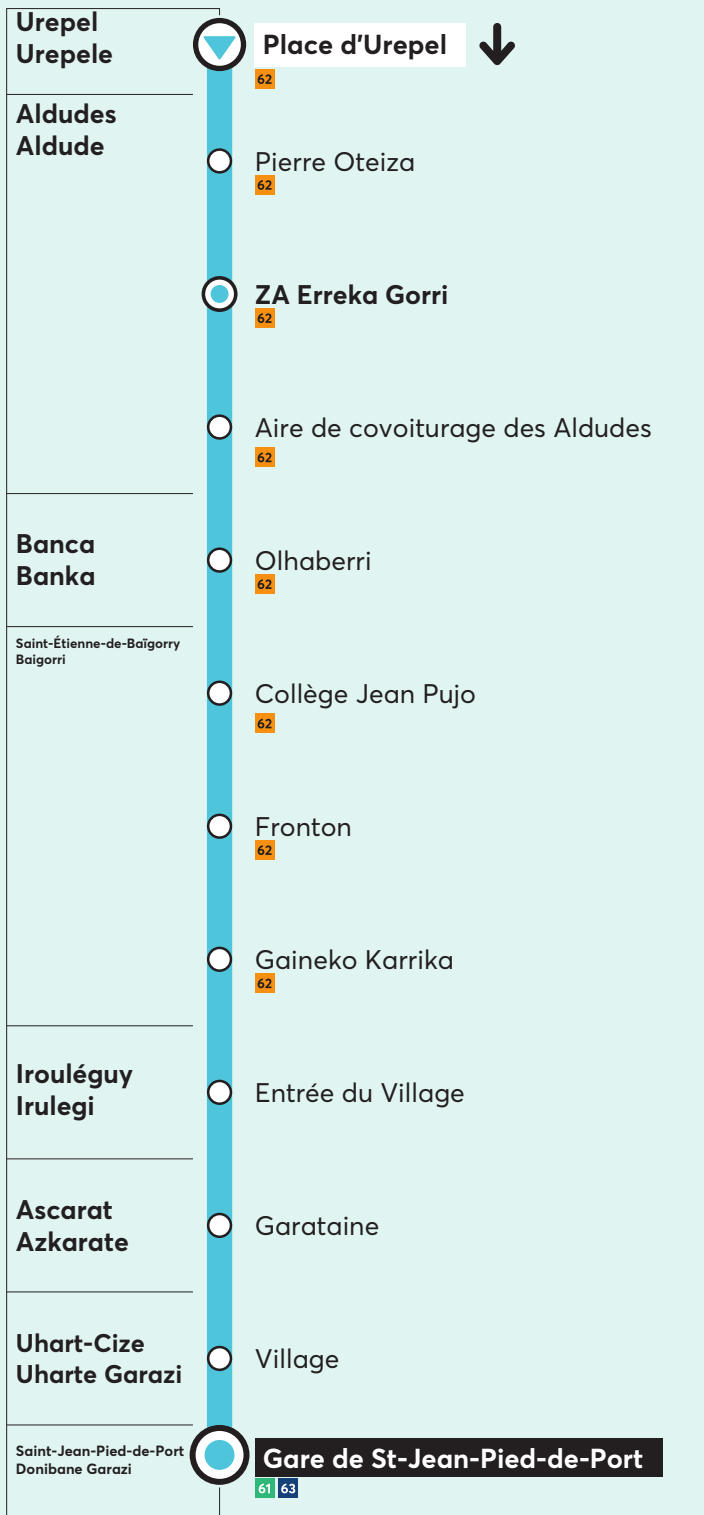 Urepel
Urepele
Place d'Urepel
62
Aldudes
Aldude
Pierre Oteiza
62
ZA Erreka Gorri
62
Aire de covoiturage des Aldudes
62
Banca
Banka
Olhaberri
62
Saint-Étienne-de-Baïgorry
Baigorri
Collège Jean Pujo
62
Fronton
62
Gaineko Karrika
62
Irouléguy
Irulegi
Entrée du Village
Ascarat
Azkarate
Garataine
Uhart-Cize
Uharte Garazi
Village
Saint-Jean-Pied-de-Port
Donibane Garazi
Gare de St-Jean-Pied-de-Port
61 63